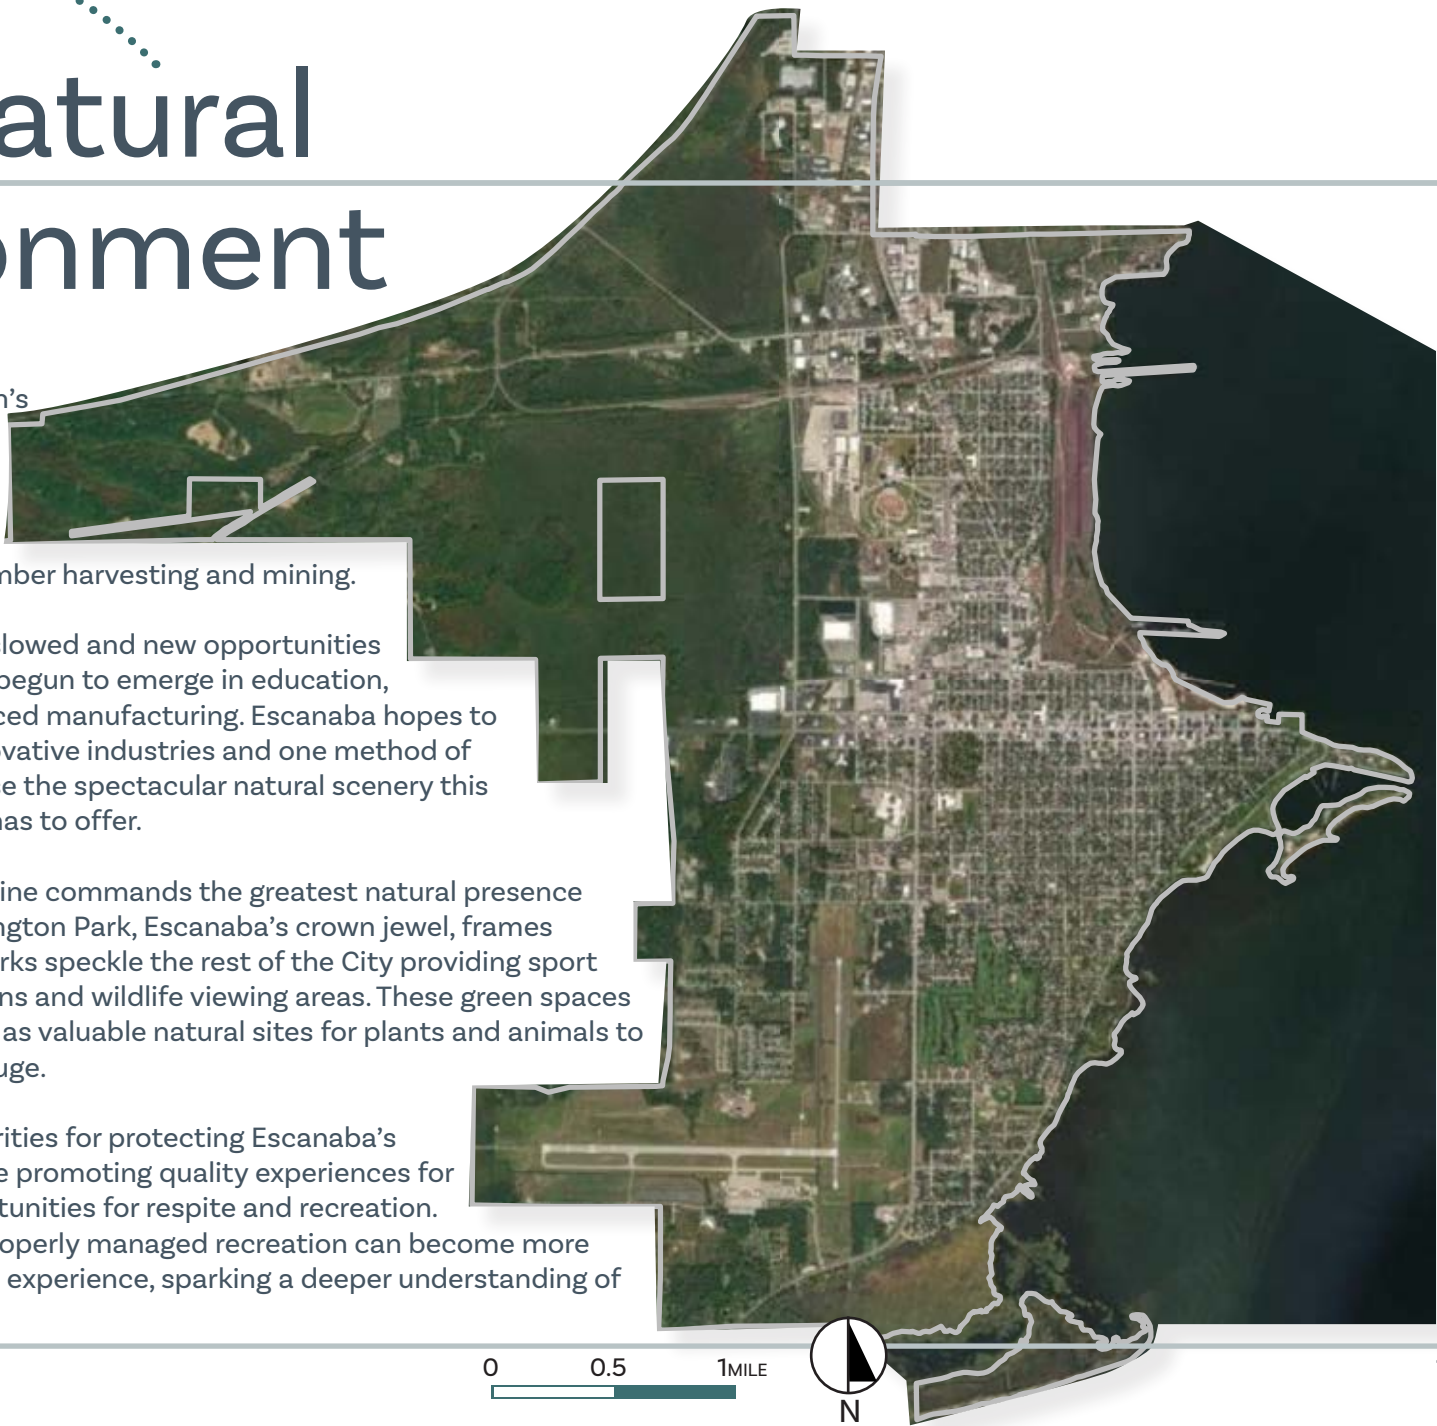 atural
onment
n's
mber harvesting and mining.
slowed and new opportunities
begun to emerge in education,
ced manufacturing. Escanaba hopes to
ovative industries and one method of
se the spectacular natural scenery this
has to offer.
line commands the greatest natural presence
ngton Park, Escanaba's crown jewel, frames
rks speckle the rest of the City providing sport
ns and wildlife viewing areas. These green spaces
as valuable natural sites for plants and animals to
uge.
rities for protecting Escanaba's
e promoting quality experiences for
tunities for respite and recreation.
operly managed recreation can become more
experience, sparking a deeper understanding of
0 0.5 1MILE
N